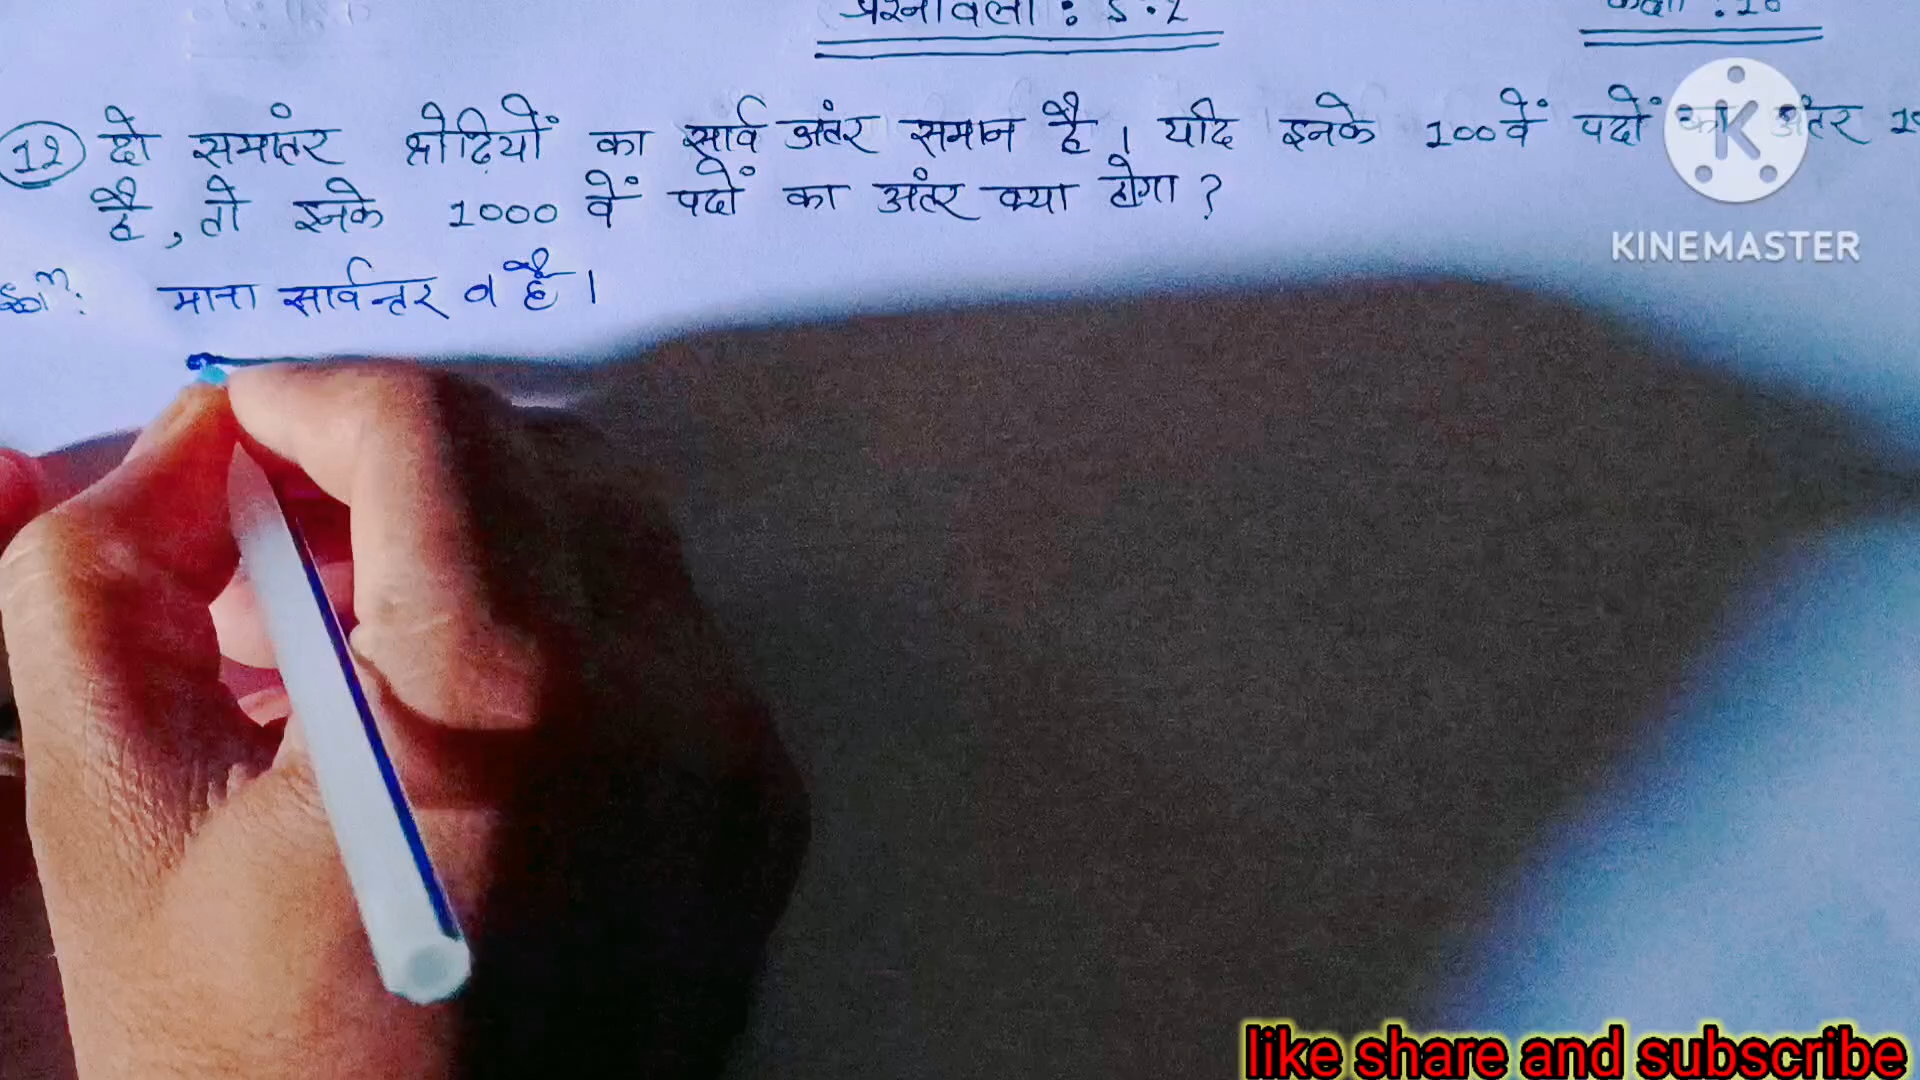 प्रश्नावली : 5.2
कक्षा : 10
12 दो समांतर श्रेढ़ियों का सार्व अंतर समान है । यदि इनके 100 वें पदों का अंतर
है , तो इनके 1000 वें पदों का अंतर क्या होगा ?
Solⁿ: माना सार्वन्तर d है ।
KINEMASTER
like share and subscribe